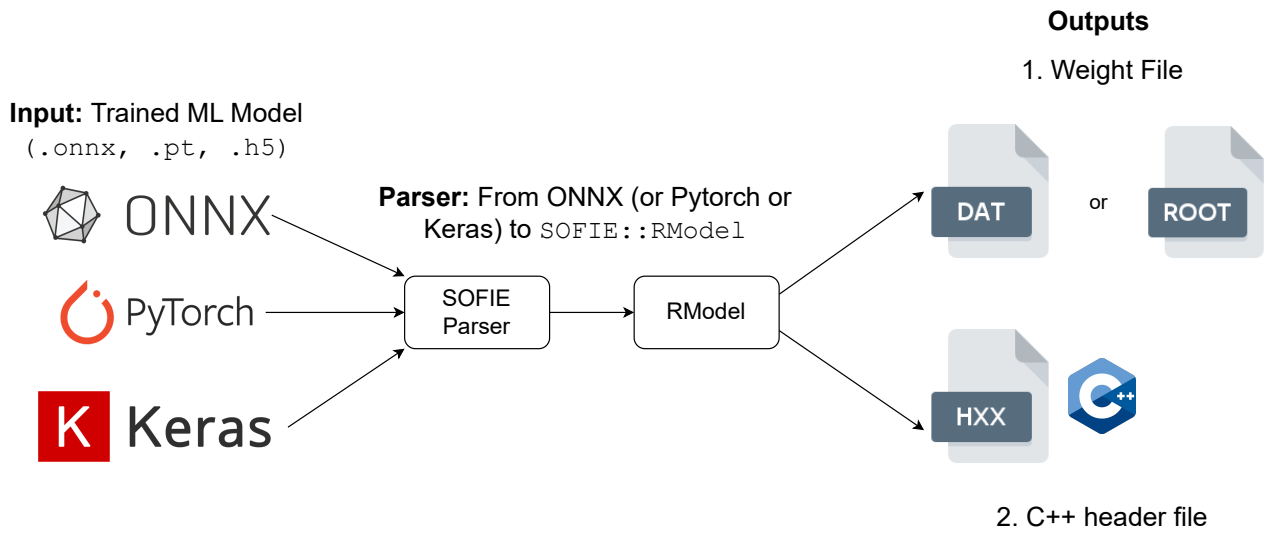 Outputs
1. Weight File
Input: Trained ML Model
(.onnx, .pt, .h5)
ONNX
Parser: From ONNX (or Pytorch or
Keras) to SOFIE::RModel
DAT
or
ROOT
PyTorch
SOFIE
Parser
RModel
K Keras
HXX
C++
2. C++ header file